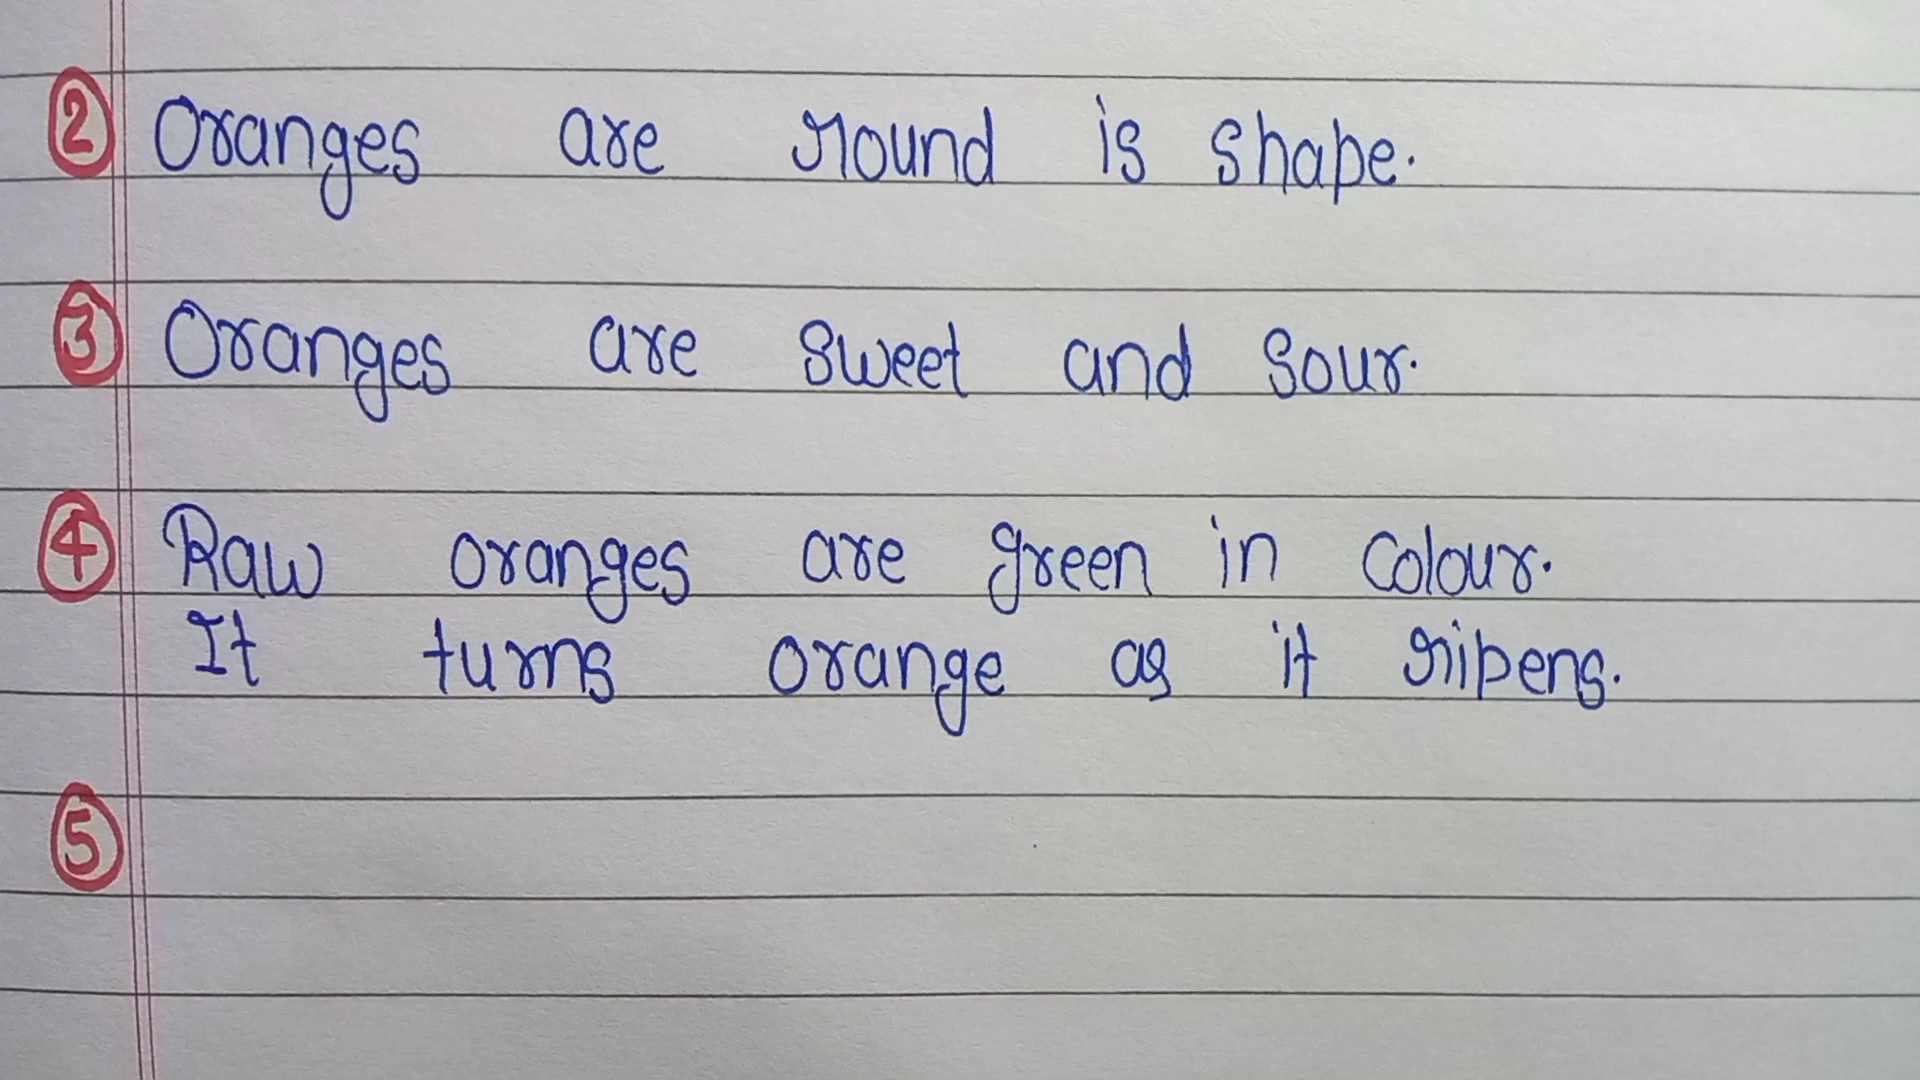 ② Oranges are round is shape.
③ Oranges are sweet and sour.
④ Raw oranges are green in colour.
It turns orange as it ripens.
⑤